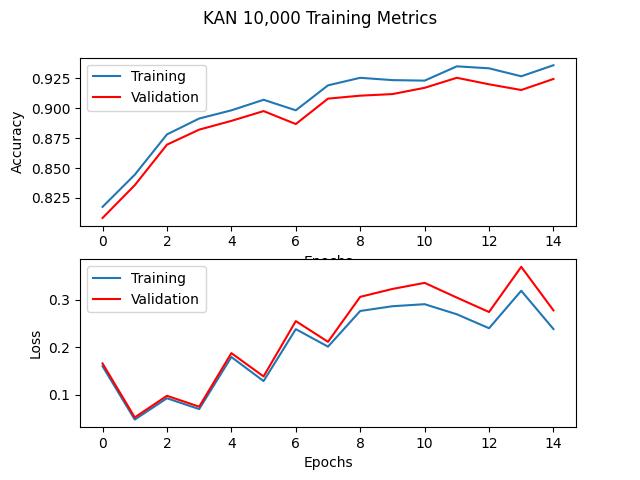 KAN 10,000 Training Metrics
Training
Validation
0.925
0.900
0.875
0.850
0.825
Accuracy
0 2 4 6 8 10 12 14
Epochs
Training
Validation
0.3
0.2
0.1
Loss
0 2 4 6 8 10 12 14
Epochs